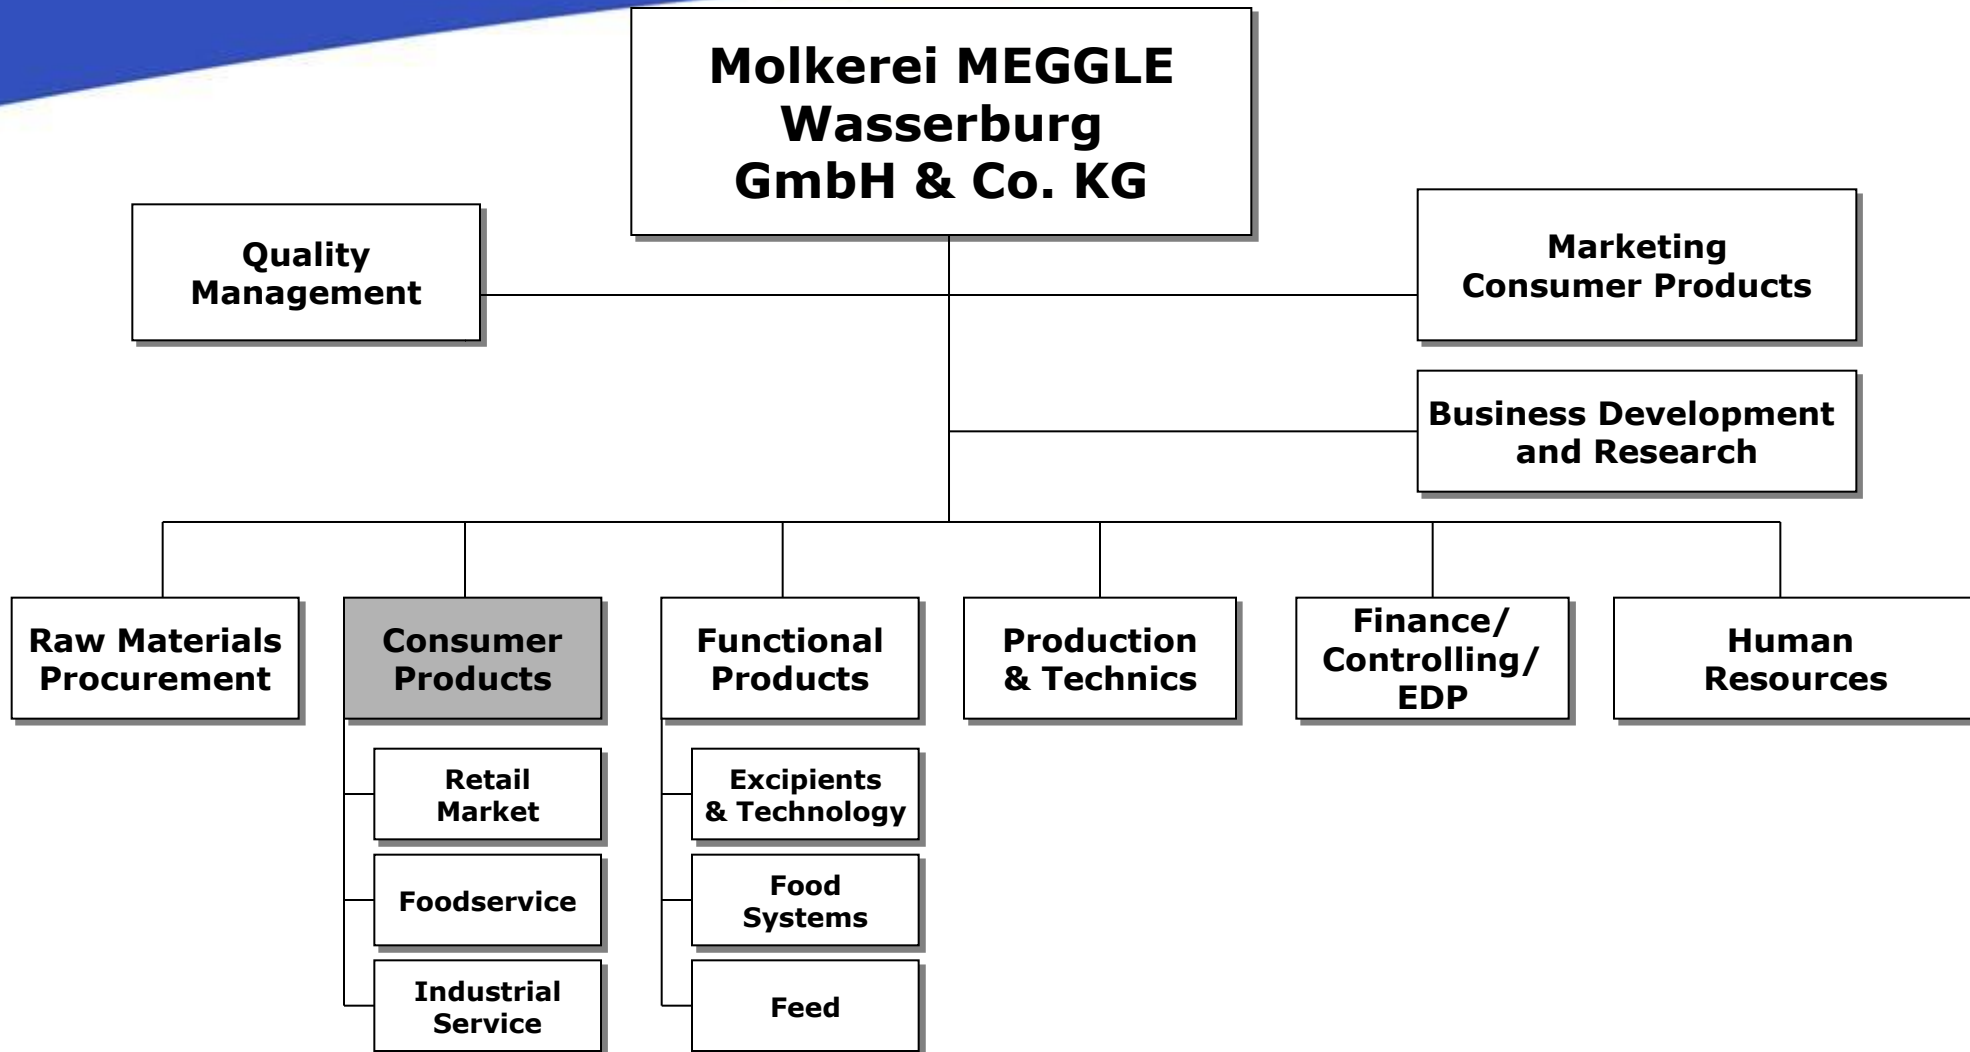 Molkerei MEGGLE
Wasserburg
GmbH & Co. KG
Quality
Management
Marketing
Consumer Products
Business Development
and Research
Raw Materials
Procurement
Consumer
Products
Functional
Products
Production
& Technics
Finance/
Controlling/
EDP
Human
Resources
Retail
Market
Foodservice
Industrial
Service
Excipients
& Technology
Food
Systems
Feed